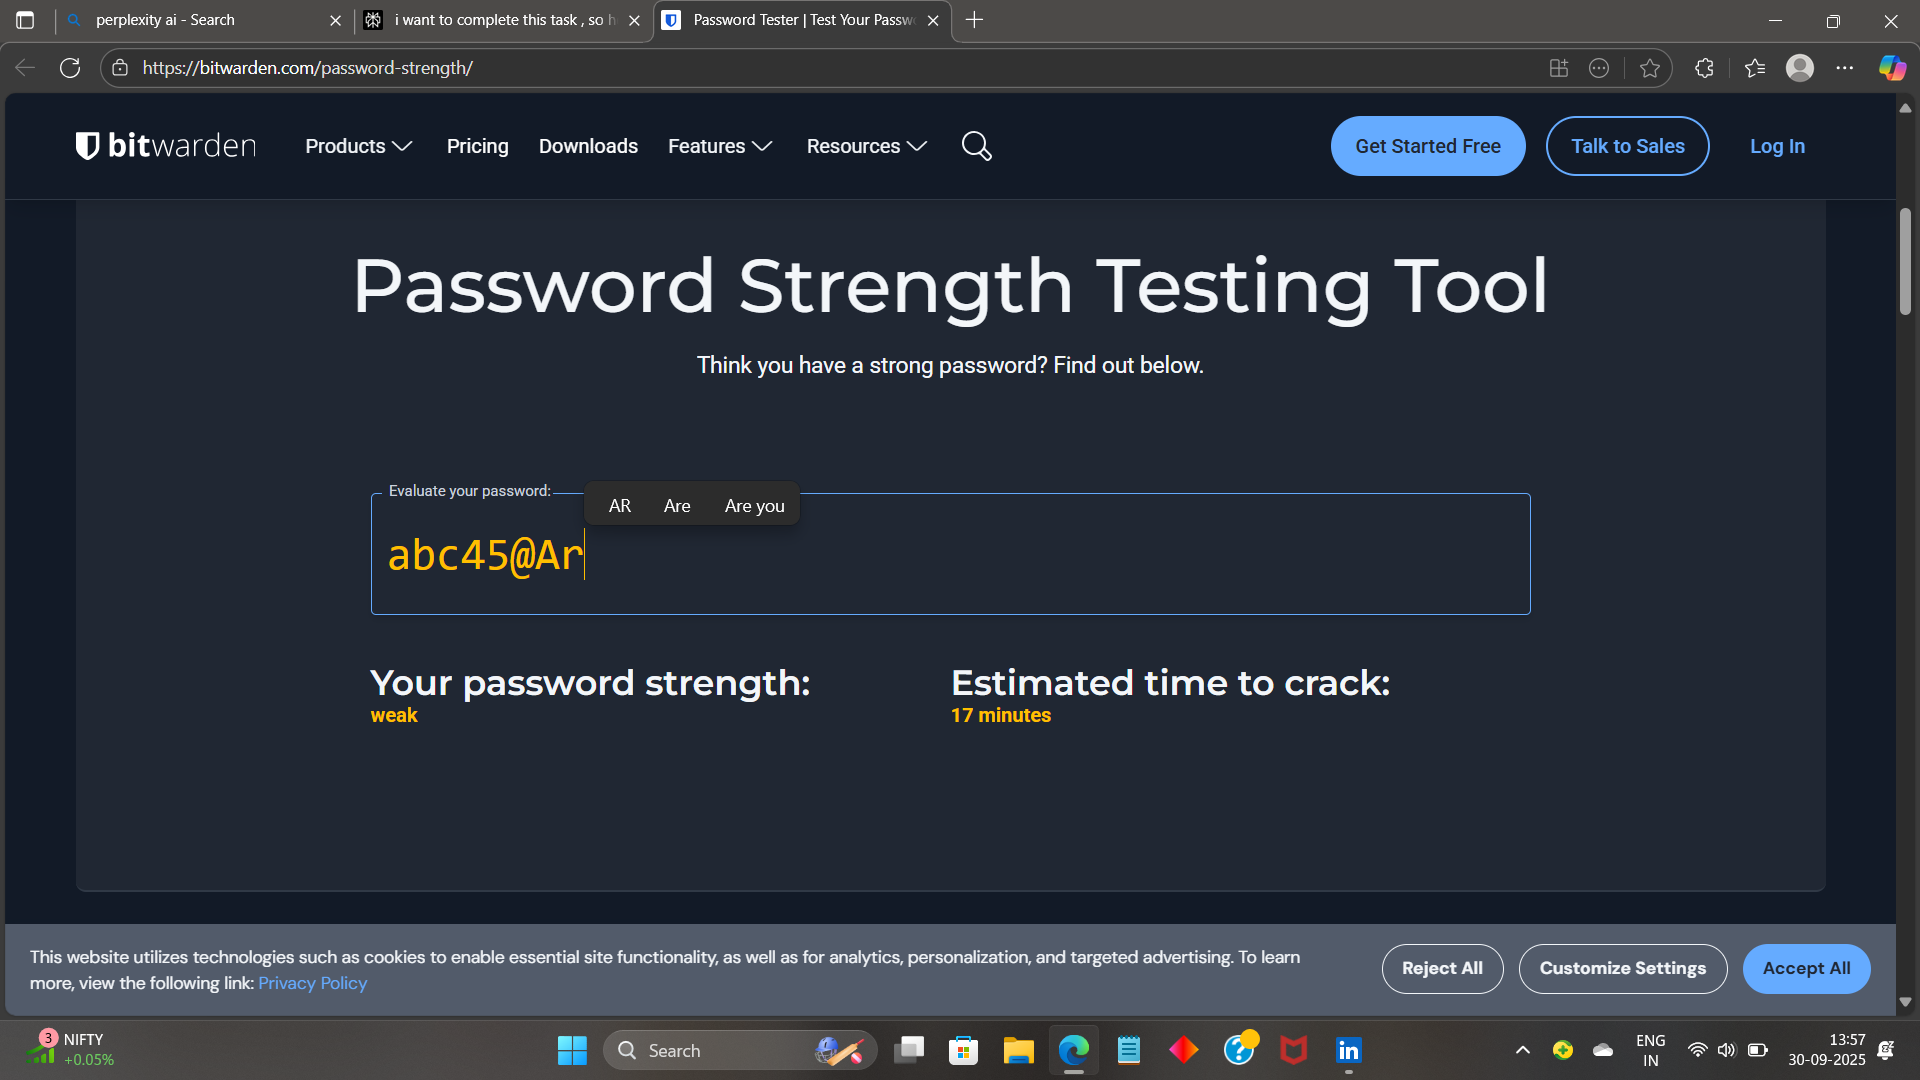 perplexity ai - Search
i want to complete this task , so h
Password Tester | Test Your Passw
https://bitwarden.com/password-strength/
bitwarden
Products
Pricing
Downloads
Features
Resources
Get Started Free
Talk to Sales
Log In
Password Strength Testing Tool
Think you have a strong password? Find out below.
Evaluate your password:
AR
Are
Are you
abc45@Ar
Your password strength:
weak
Estimated time to crack:
17 minutes
This website utilizes technologies such as cookies to enable essential site functionality, as well as for analytics, personalization, and targeted advertising. To learn
more, view the following link: Privacy Policy
Reject All
Customize Settings
Accept All
3
NIFTY
+0.05%
Search
in
ENG
IN
13:57
30-09-2025